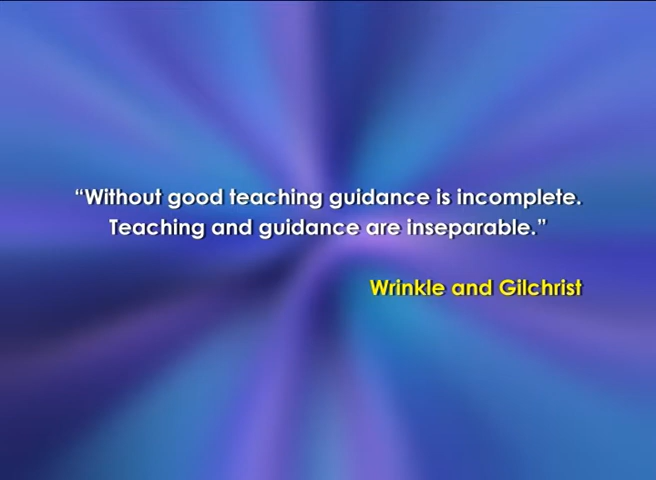 “Without good teaching guidance is incomplete.
Teaching and guidance are inseparable.”
Wrinkle and Gilchrist